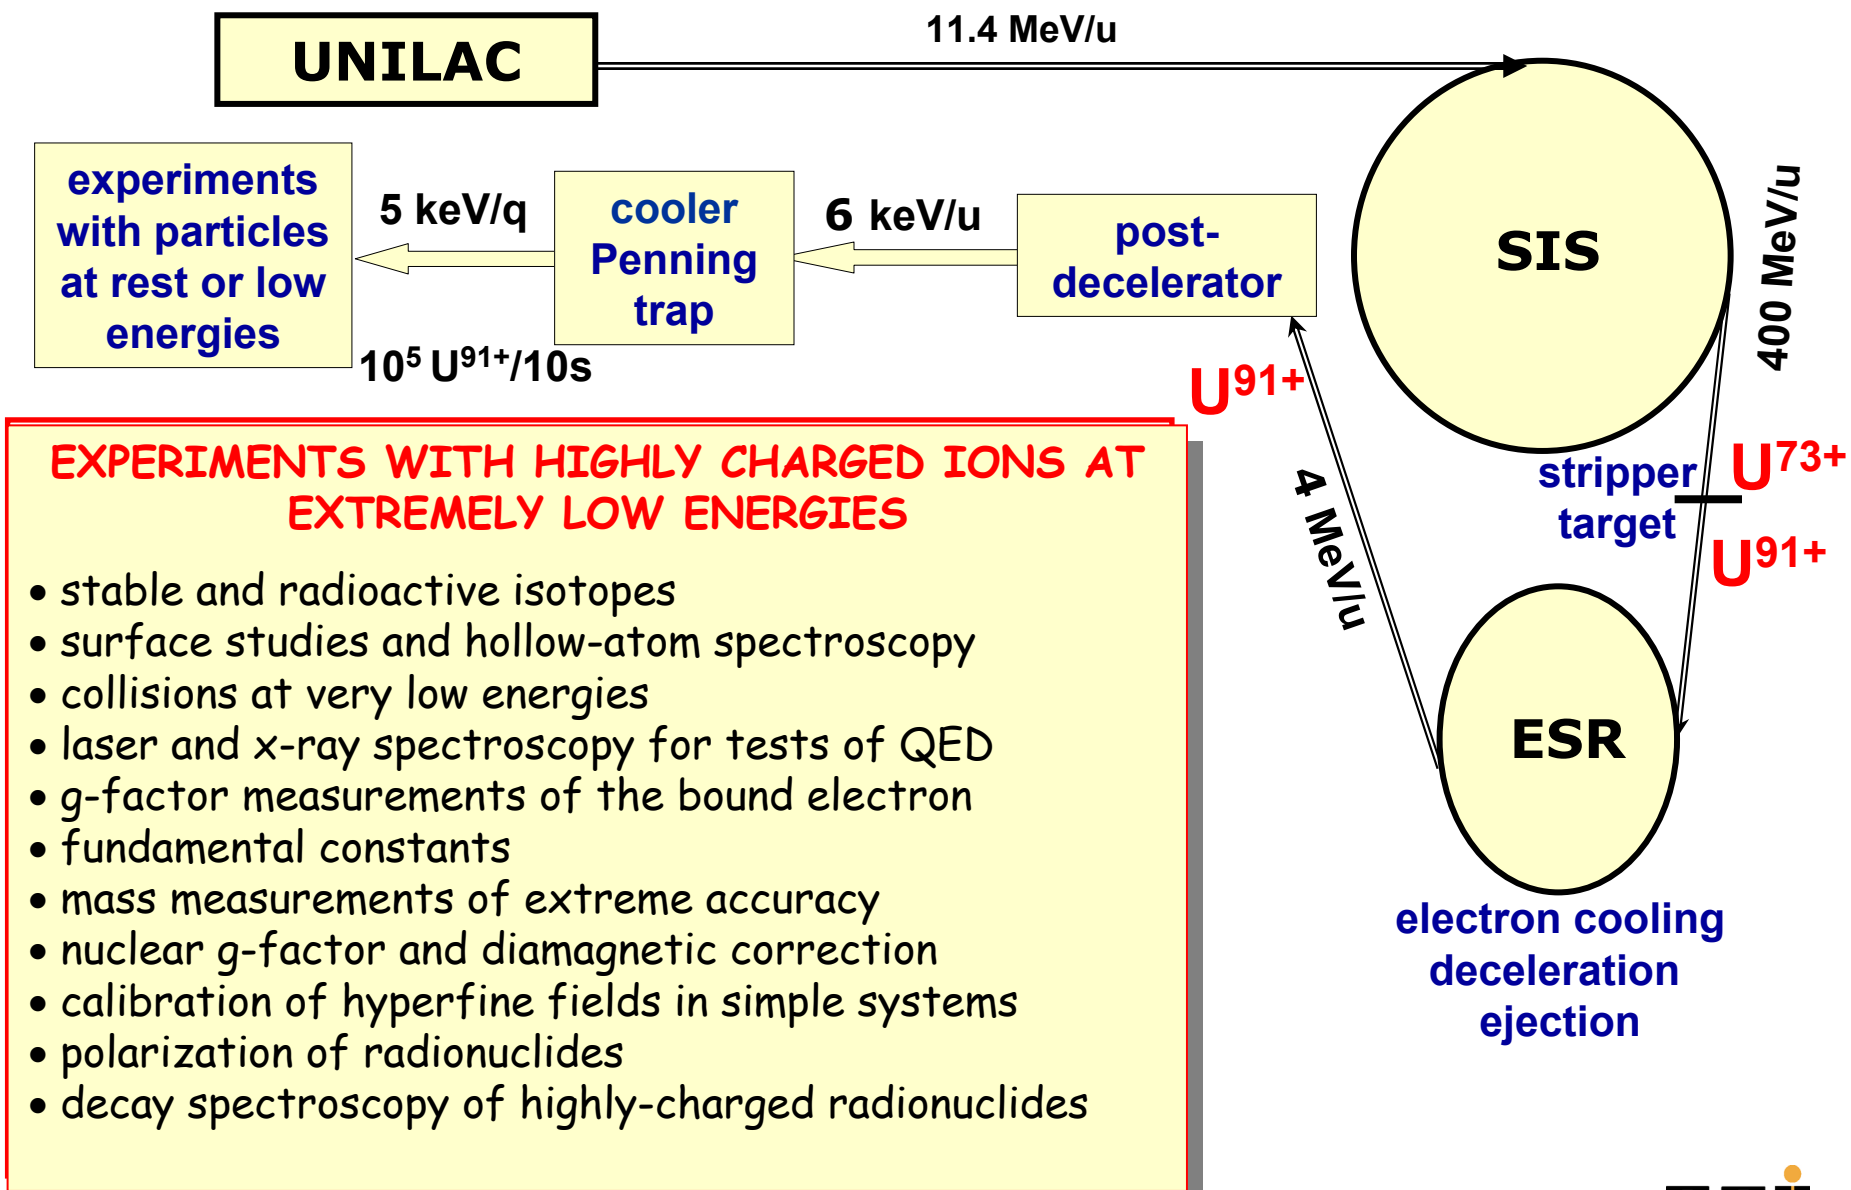 UNILAC
11.4 MeV/u
SIS
400 MeV/u
experiments
with particles
at rest or low
energies
5 keV/q
10⁵ U⁹¹⁺/10s
cooler
Penning
trap
6 keV/u
post-
decelerator
U⁹¹⁺
4 MeV/u
stripper
target
U⁷³⁺
U⁹¹⁺
ESR
electron cooling
deceleration
ejection
EXPERIMENTS WITH HIGHLY CHARGED IONS AT
EXTREMELY LOW ENERGIES
• stable and radioactive isotopes
• surface studies and hollow-atom spectroscopy
• collisions at very low energies
• laser and x-ray spectroscopy for tests of QED
• g-factor measurements of the bound electron
• fundamental constants
• mass measurements of extreme accuracy
• nuclear g-factor and diamagnetic correction
• calibration of hyperfine fields in simple systems
• polarization of radionuclides
• decay spectroscopy of highly-charged radionuclides